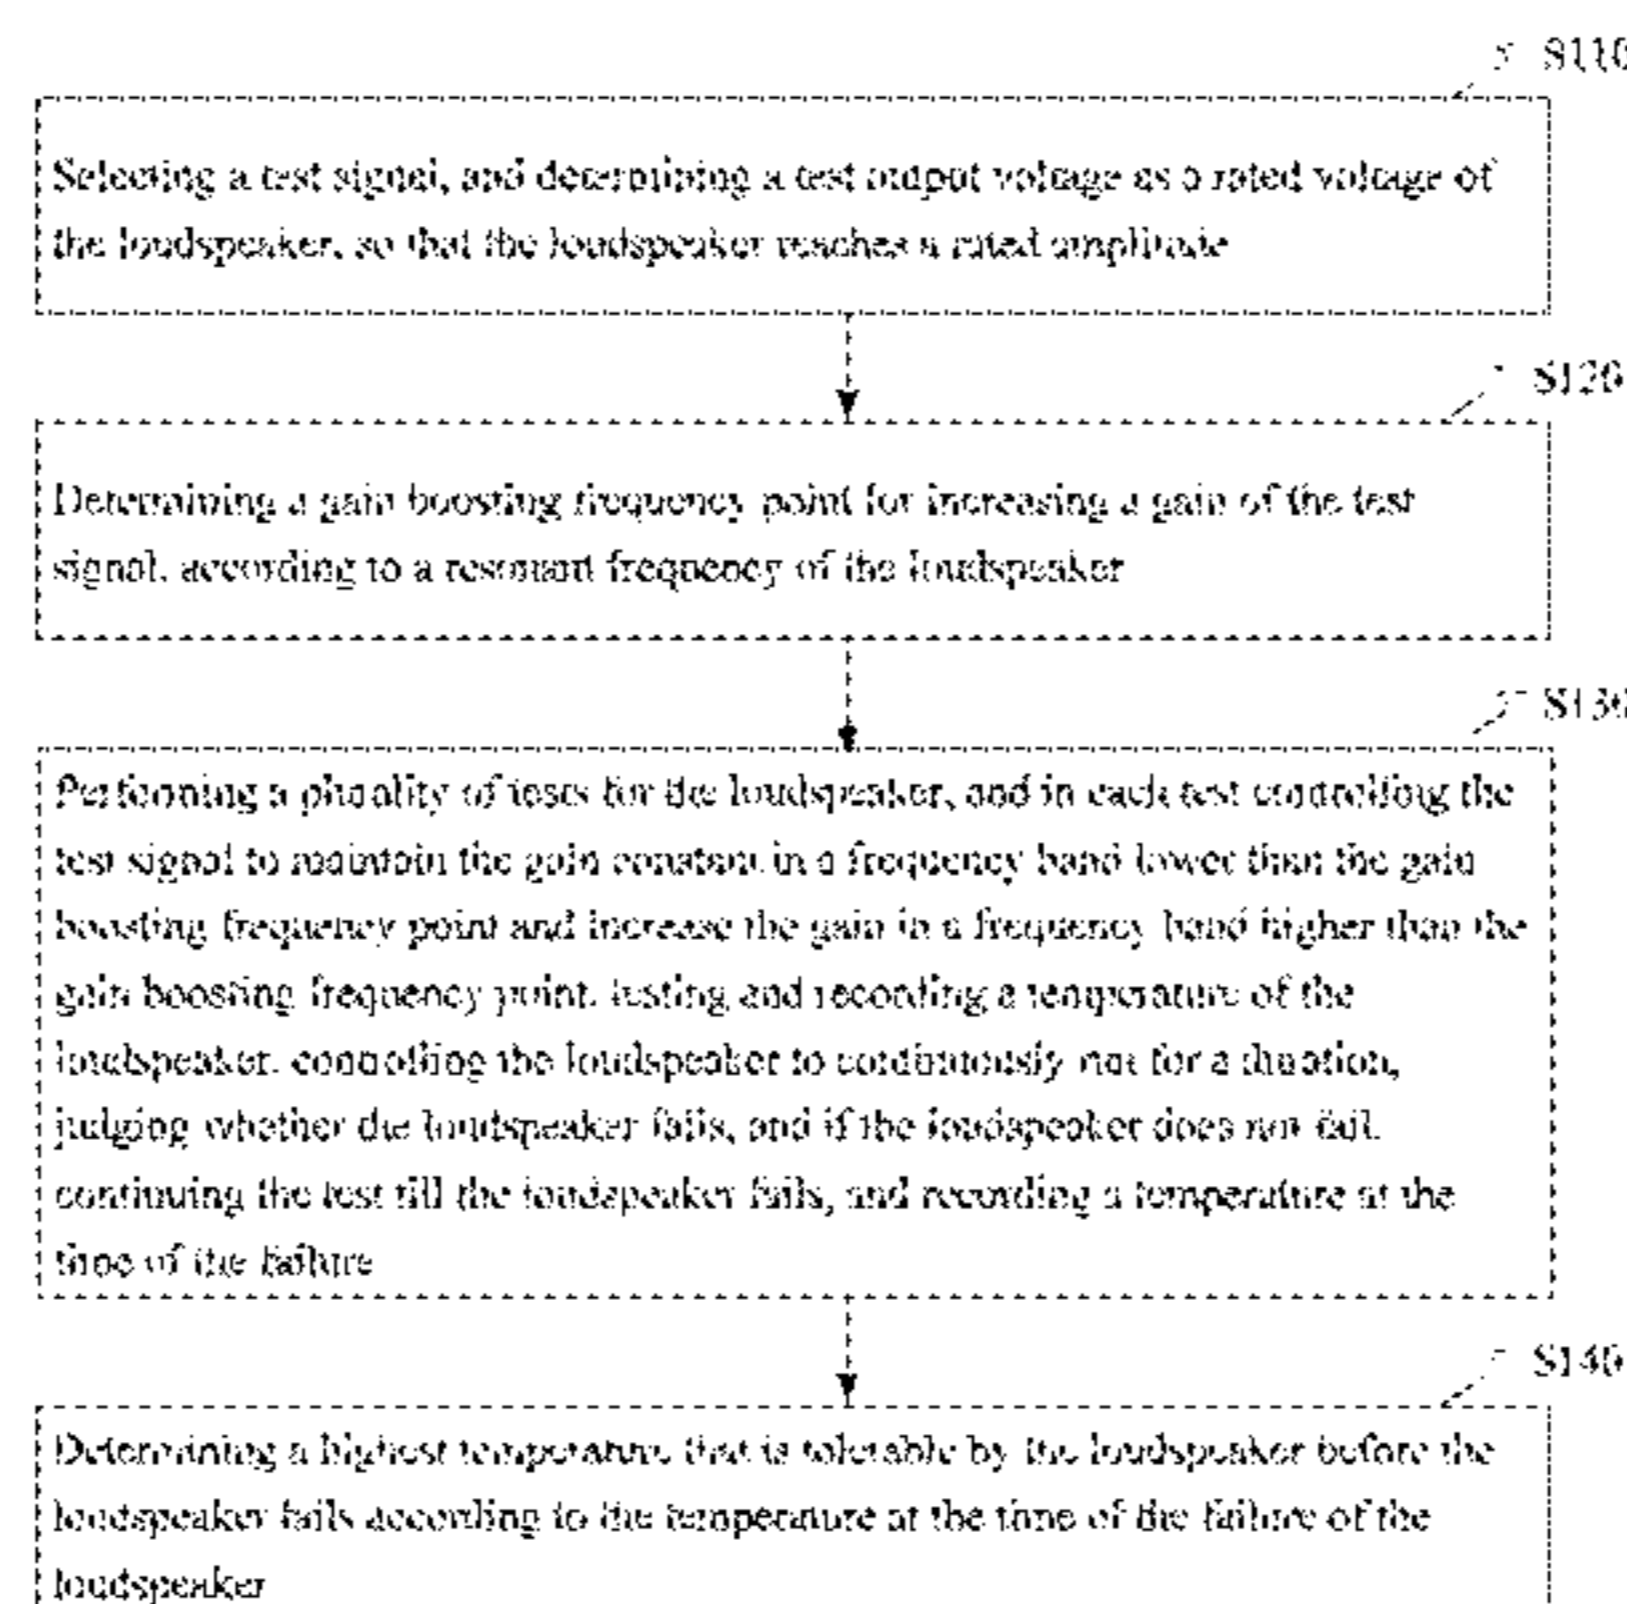 S110
Selecting a test signal, and determining a test output voltage as a rated voltage of
the loudspeaker, so that the loudspeaker reaches a rated amplitude
S120
Determining a gain boosting frequency point for increasing a gain of the test
signal, according to a resonant frequency of the loudspeaker
S130
Performing a plurality of tests for the loudspeaker, and in each test controlling the
test signal to maintain the gain constant in a frequency band lower than the gain
boosting frequency point and increase the gain in a frequency band higher than the
gain boosting frequency point, testing and recording a temperature of the
loudspeaker, controlling the loudspeaker to continuously run for a duration,
judging whether the loudspeaker fails, and if the loudspeaker does not fail,
continuing the test till the loudspeaker fails, and recording a temperature at the
time of the failure
S140
Determining a highest temperature that is tolerable by the loudspeaker before the
loudspeaker fails according to the temperature at the time of the failure of the
loudspeaker